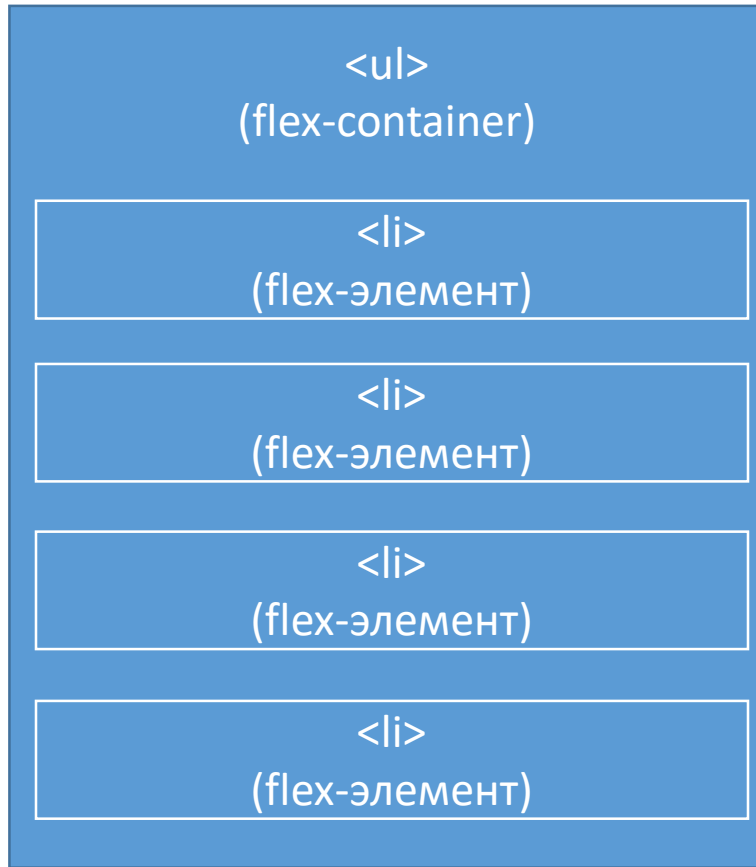 <ul>
(flex-container)
<li>
(flex-элемент)
<li>
(flex-элемент)
<li>
(flex-элемент)
<li>
(flex-элемент)